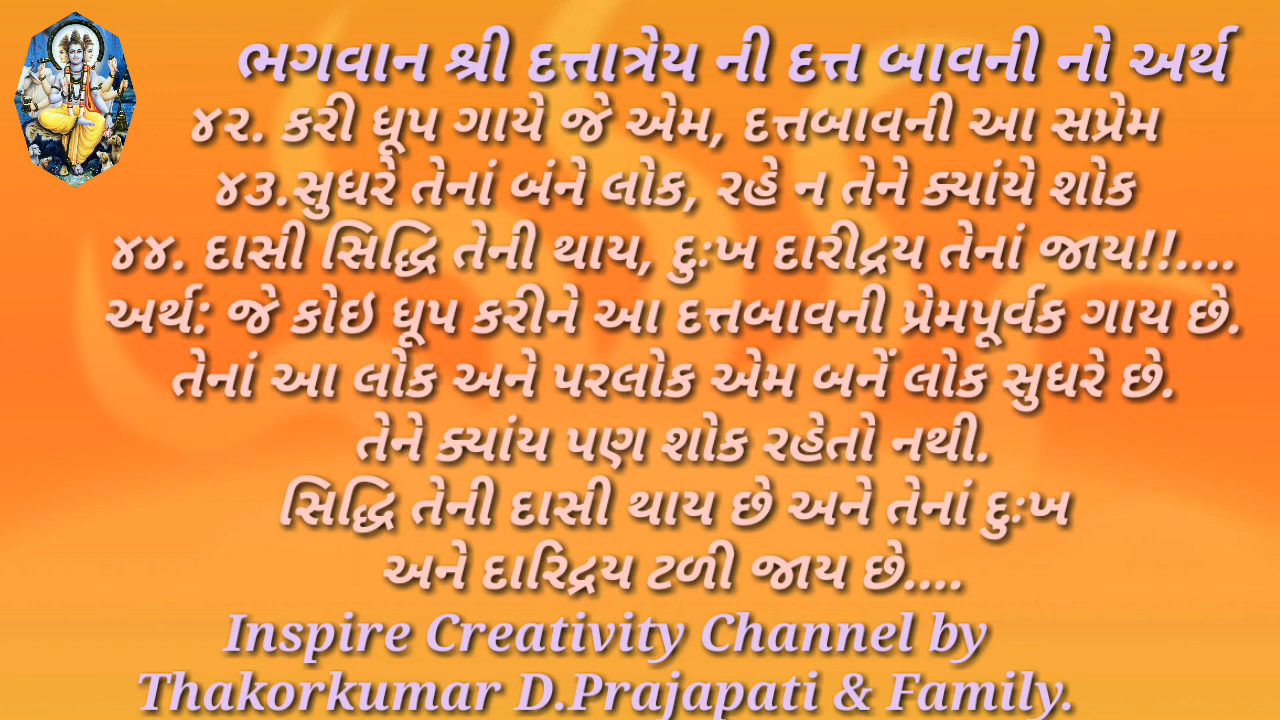 ભગવાન શ્રી દત્તાત્રેય ની દત્ત બાવની નો અર્થ
૪૨. કરી ધૂપ ગાયે જે એમ, દત્તબાવની આ સપ્રેમ
૪૩.સુધરે તેનાં બંને લોક, રહે ન તેને ક્યાંયે શોક
૪૪. દાસી સિદ્ધિ તેની થાય, દુઃખ દારીદ્રય તેનાં જાય!!....
અર્થ: જે કોઇ ધૂપ કરીને આ દત્તબાવની પ્રેમપૂર્વક ગાય છે.
તેનાં આ લોક અને પરલોક એમ બનેં લોક સુધરે છે.
તેને ક્યાંય પણ શોક રહેતો નથી.
સિદ્ધિ તેની દાસી થાય છે અને તેનાં દુઃખ
અને દારિદ્રય ટળી જાય છે....
Inspire Creativity Channel by
Thakorkumar D.Prajapati & Family.